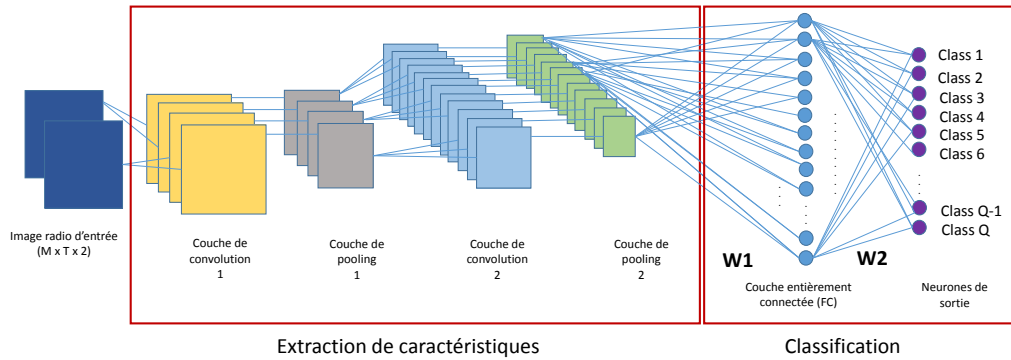 Image radio d'entrée
(M x T x 2)
Couche de
convolution
1
Couche de
pooling
1
Couche de
convolution
2
Couche de
pooling
2
Extraction de caractéristiques
W1
W2
Couche entièrement
connectée (FC)
Class 1
Class 2
Class 3
Class 4
Class 5
Class 6
Class Q-1
Class Q
Neurones de
sortie
Classification